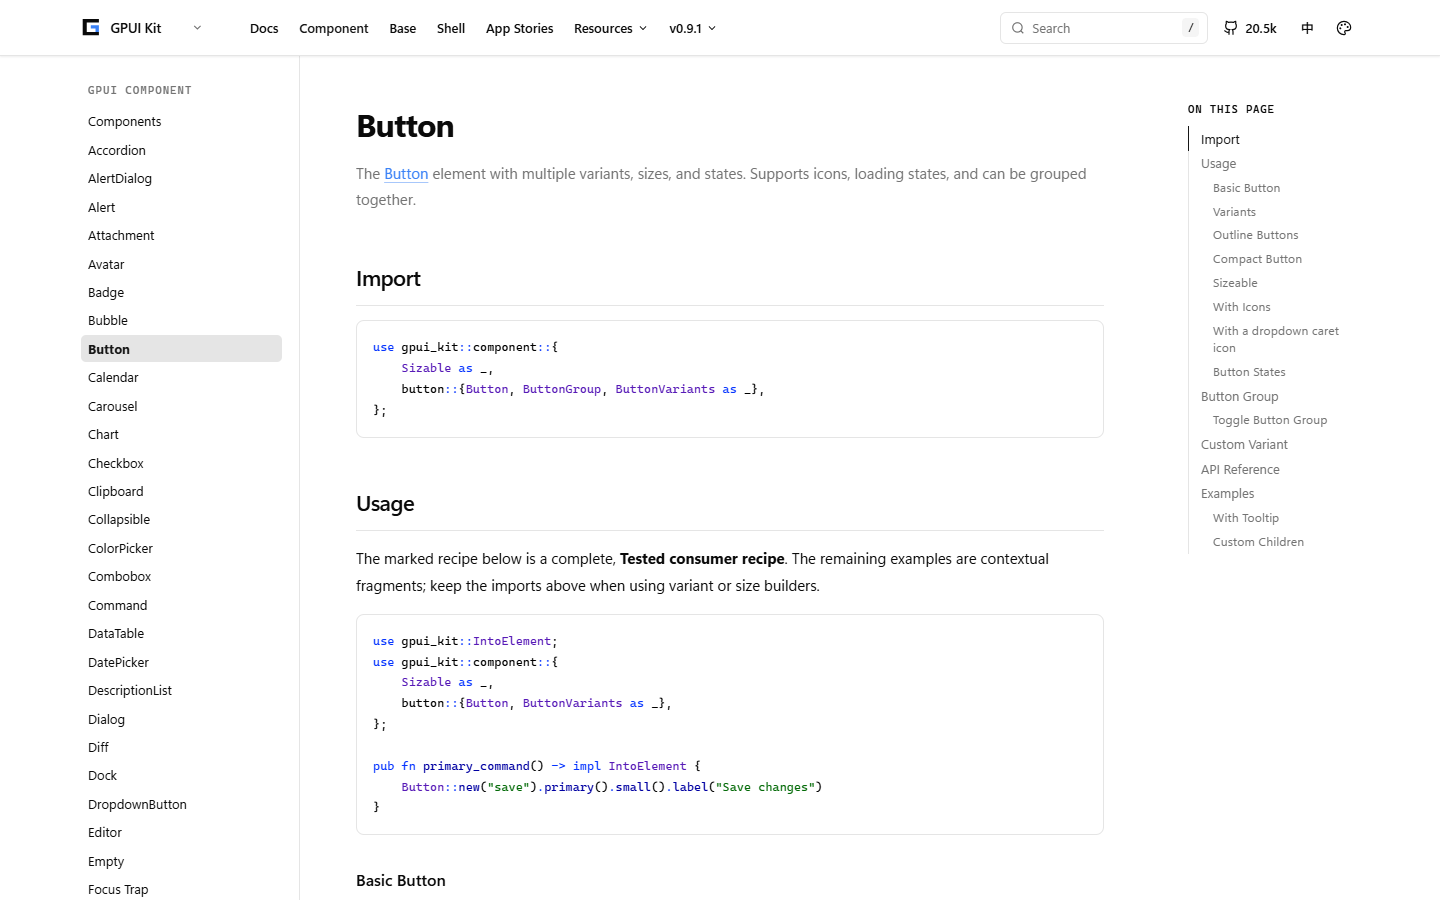 GPUI Kit
Docs
Component
Base
Shell
App Stories
Resources
v0.9.1
Search
/
20.5k
中
GPUI COMPONENT
Components
Accordion
AlertDialog
Alert
Attachment
Avatar
Badge
Bubble
Button
Calendar
Carousel
Chart
Checkbox
Clipboard
Collapsible
ColorPicker
Combobox
Command
DataTable
DatePicker
DescriptionList
Dialog
Diff
Dock
DropdownButton
Editor
Empty
Focus Trap
Button
The Button element with multiple variants, sizes, and states. Supports icons, loading states, and can be grouped
together.
Import
use gpui_kit::component::{
    Sizable as _,
    button::{Button, ButtonGroup, ButtonVariants as _},
};
Usage
The marked recipe below is a complete, Tested consumer recipe. The remaining examples are contextual
fragments; keep the imports above when using variant or size builders.
use gpui_kit::IntoElement;
use gpui_kit::component::{
    Sizable as _,
    button::{Button, ButtonVariants as _},
};
pub fn primary_command() -> impl IntoElement {
    Button::new("save").primary().small().label("Save changes")
}
Basic Button
ON THIS PAGE
Import
Usage
Basic Button
Variants
Outline Buttons
Compact Button
Sizeable
With Icons
With a dropdown caret
icon
Button States
Button Group
Toggle Button Group
Custom Variant
API Reference
Examples
With Tooltip
Custom Children